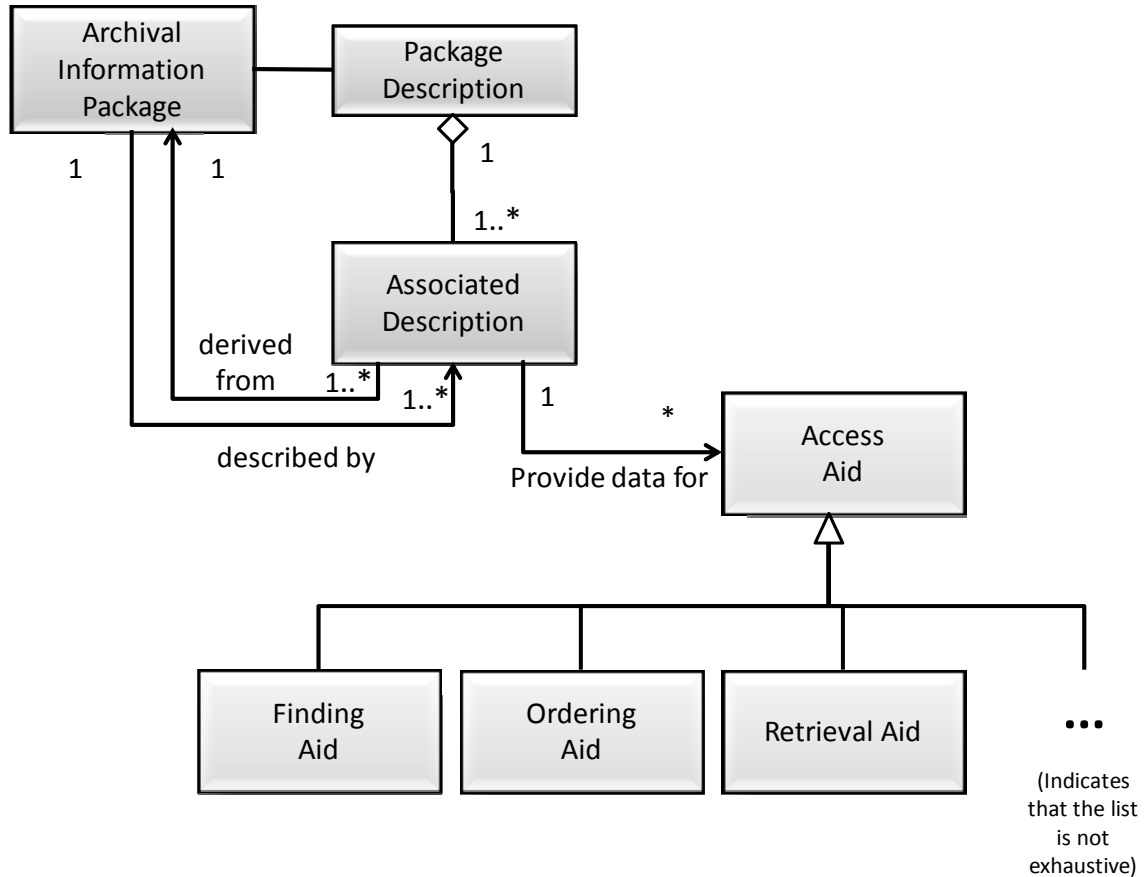 Archival
Information
Package
Package
Description
1
1
1
1..*
Associated
Description
derived
from
1..*
1..*
1
*
described by
Provide data for
Access
Aid
Finding
Aid
Ordering
Aid
Retrieval Aid
...
(Indicates
that the list
is not
exhaustive)